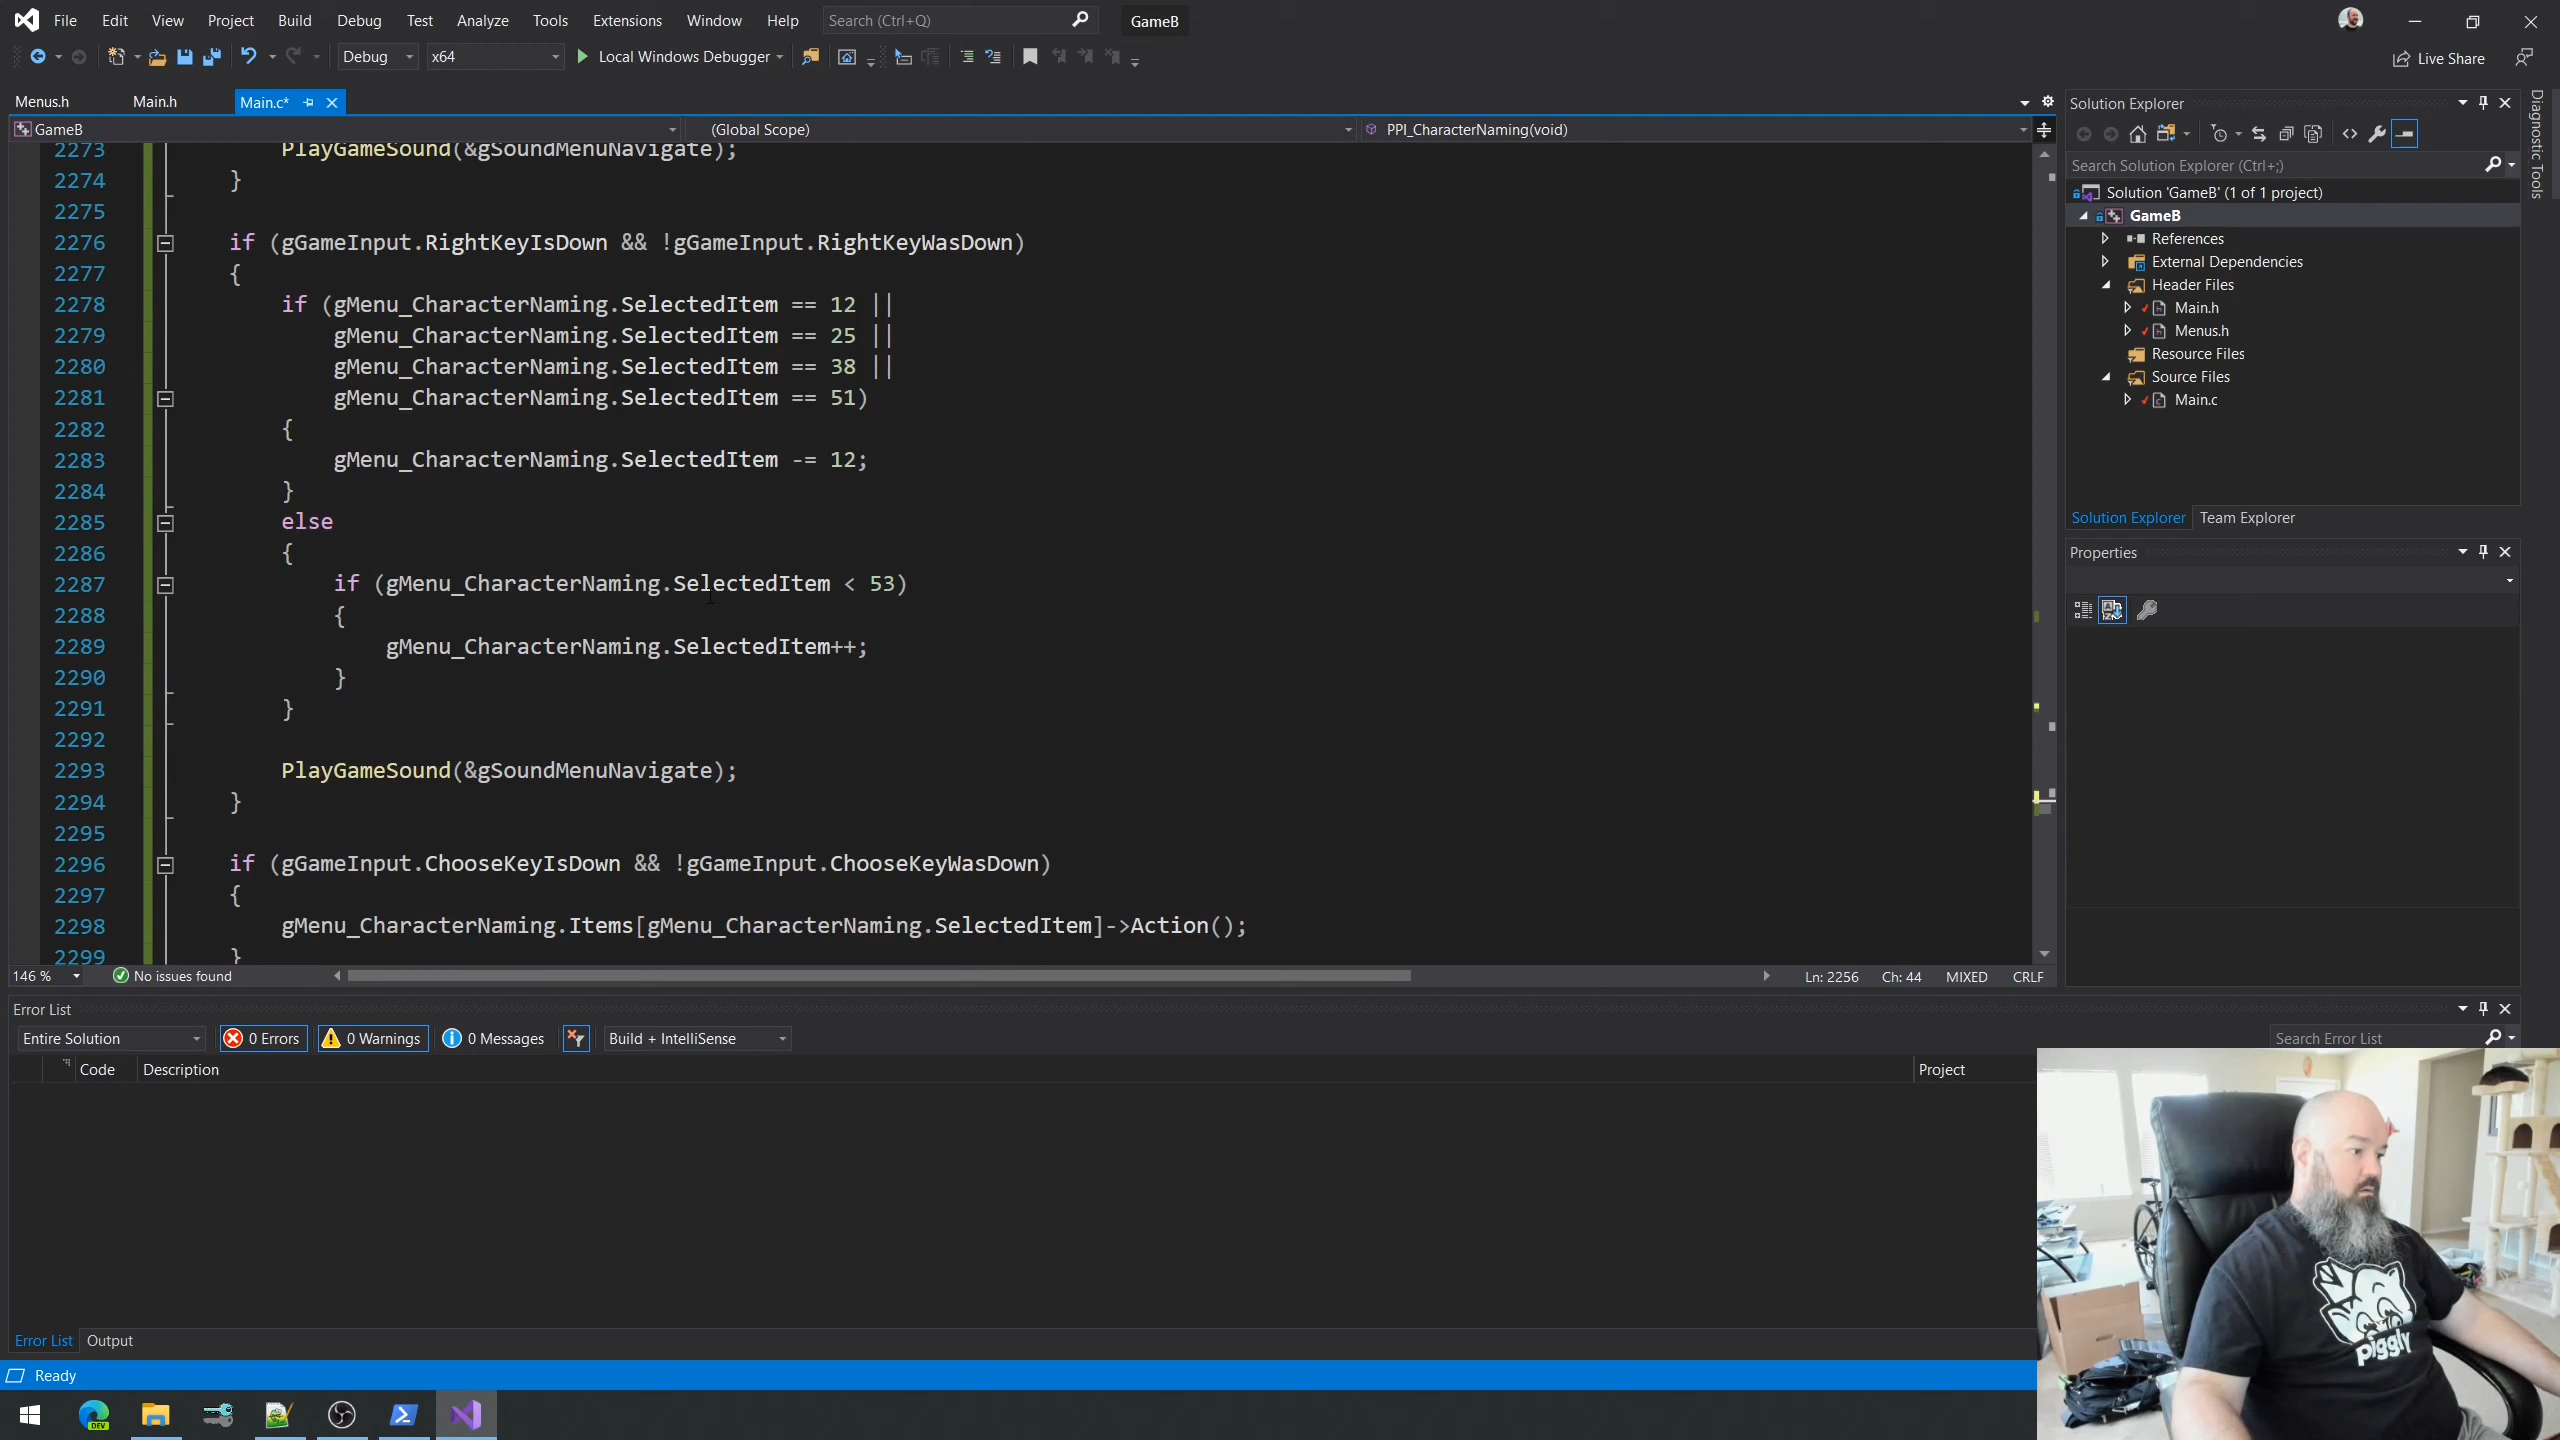 File Edit View Project Build Debug Test Analyze Tools Extensions Window Help Search (Ctrl+Q) GameB
Debug x64 Local Windows Debugger Live Share
Menus.h Main.h Main.c*
GameB (Global Scope) PPI_CharacterNaming(void)
2273 PlayGameSound(&gSoundMenuNavigate);
2274 }
2275
2276 if (gGameInput.RightKeyIsDown && !gGameInput.RightKeyWasDown)
2277 {
2278 if (gMenu_CharacterNaming.SelectedItem == 12 ||
2279 gMenu_CharacterNaming.SelectedItem == 25 ||
2280 gMenu_CharacterNaming.SelectedItem == 38 ||
2281 gMenu_CharacterNaming.SelectedItem == 51)
2282 {
2283 gMenu_CharacterNaming.SelectedItem -= 12;
2284 }
2285 else
2286 {
2287 if (gMenu_CharacterNaming.SelectedItem < 53)
2288 {
2289 gMenu_CharacterNaming.SelectedItem++;
2290 }
2291 }
2292
2293 PlayGameSound(&gSoundMenuNavigate);
2294 }
2295
2296 if (gGameInput.ChooseKeyIsDown && !gGameInput.ChooseKeyWasDown)
2297 {
2298 gMenu_CharacterNaming.Items[gMenu_CharacterNaming.SelectedItem]->Action();
2299 }
146 % No issues found Ln: 2256 Ch: 44 MIXED CRLF
Solution Explorer
Search Solution Explorer (Ctrl+;)
Solution 'GameB' (1 of 1 project)
GameB
References
External Dependencies
Header Files
Main.h
Menus.h
Resource Files
Source Files
Main.c
Solution Explorer Team Explorer
Properties
Diagnostic Tools
Error List
Entire Solution 0 Errors 0 Warnings 0 Messages Build + IntelliSense Search Error List
Code Description Project
Error List Output
Ready
DEV
piggly